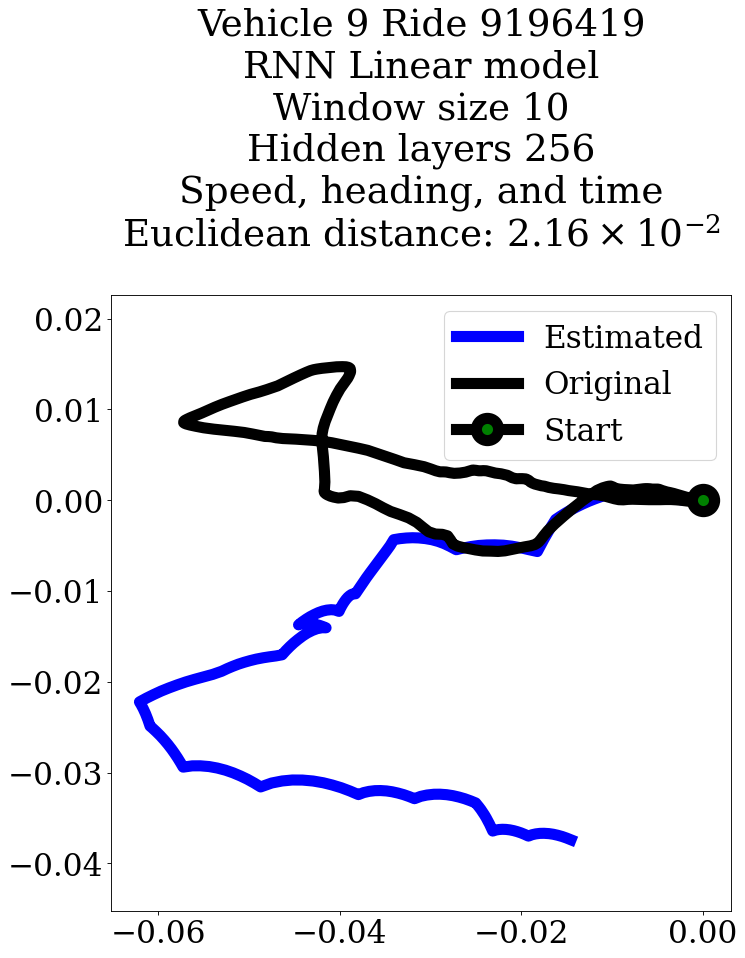 Vehicle 9 Ride 9196419
RNN Linear model
Window size 10
Hidden layers 256
Speed, heading, and time
Euclidean distance: 2.16 × 10⁻²
Estimated
Original
Start
0.02
0.01
0.00
−0.01
−0.02
−0.03
−0.04
−0.06 −0.04 −0.02 0.00